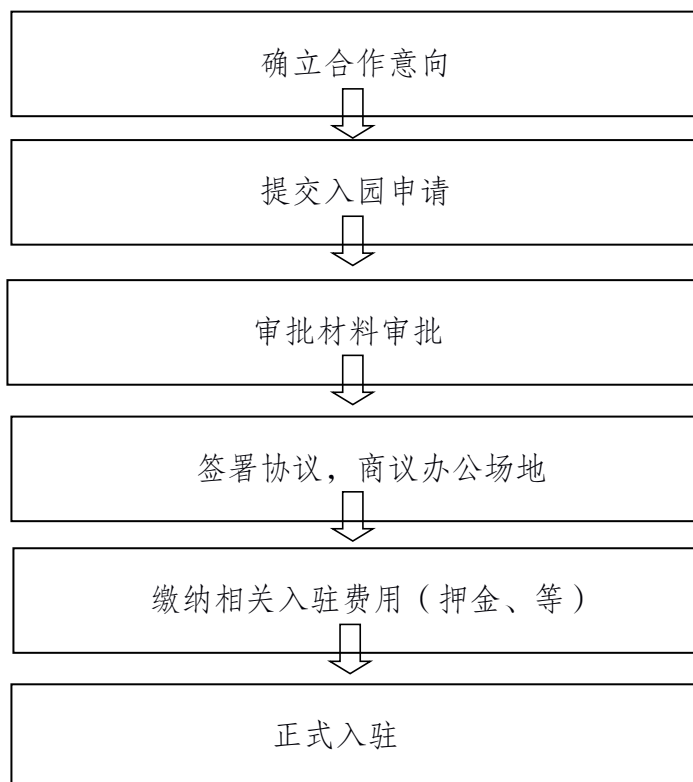 确立合作意向
提交入园申请
审批材料审批
签署协议，商议办公场地
缴纳相关入驻费用（押金、等）
正式入驻